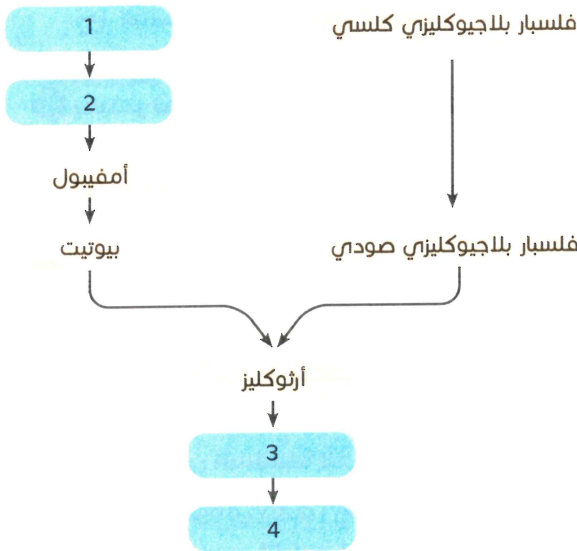 1
فلسبار بلاجيوكليزي كلسي
2
أمفيبول
بيوتيت
فلسبار بلاجيوكليزي صودي
أرثوكليز
3
4